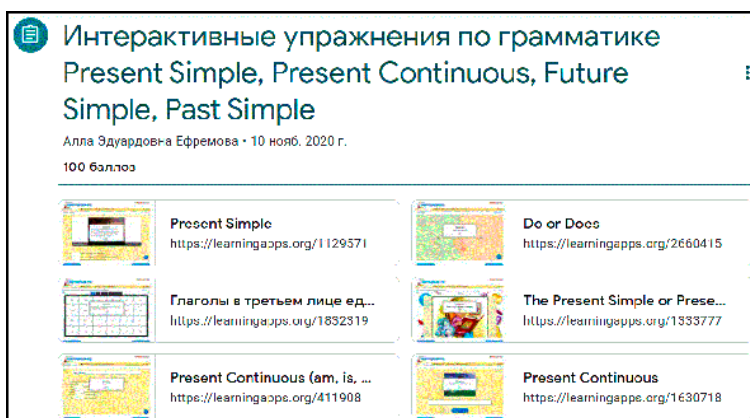 Интерактивные упражнения по грамматике
Present Simple, Present Continuous, Future
Simple, Past Simple
Алла Эдуардовна Ефремова • 10 нояб. 2020 г.
100 баллов
Present Simple
https://learningapps.org/1129571
Do or Does
https://learningapps.org/2660415
Глаголы в третьем лице ед...
https://learningapps.org/1832319
The Present Simple or Prese...
https://learningapps.org/1333777
Present Continuous (am, is, ...
https://learningapps.org/411908
Present Continuous
https://learningapps.org/1630718